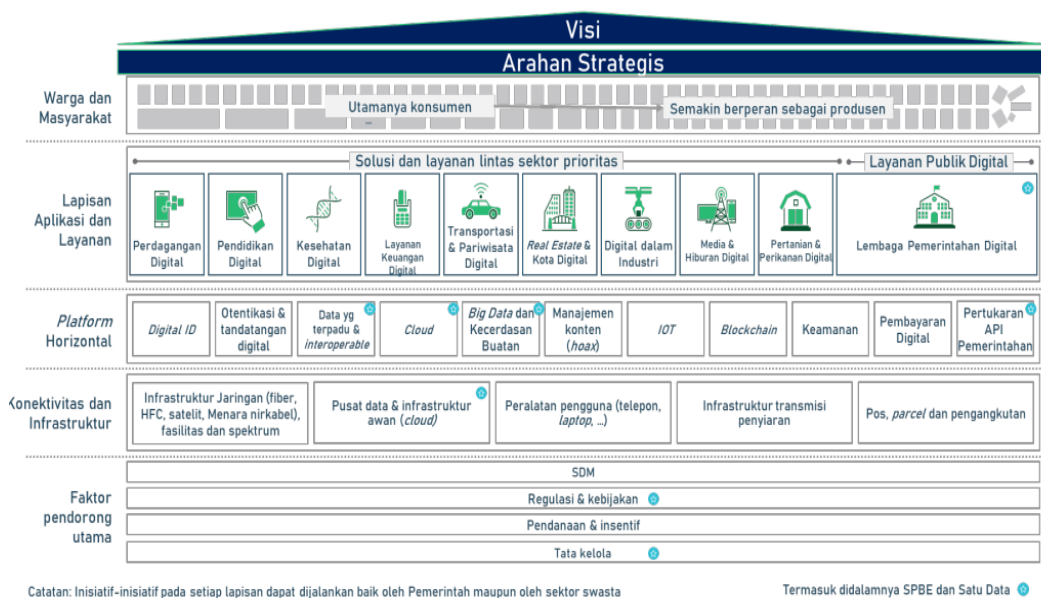 Visi
Arahan Strategis
Warga dan
Masyarakat
Utamanya konsumen
Semakin berperan sebagai produsen
Solusi dan layanan lintas sektor prioritas
Layanan Publik Digital
Lapisan
Aplikasi dan
Layanan
Perdagangan
Digital
Pendidikan
Digital
Kesehatan
Digital
Layanan
Keuangan
Digital
Transportasi
& Pariwisata
Digital
Real Estate &
Kota Digital
Digital dalam
Industri
Media &
Hiburan Digital
Pertanian &
Perikanan Digital
Lembaga Pemerintahan Digital
Platform
Horizontal
Digital ID
Otentikasi &
tandatangan
digital
Data yg
terpadu &
interoperable
Cloud
Big Data dan
Kecerdasan
Buatan
Manajemen
konten
(hoax)
IOT
Blockchain
Keamanan
Pembayaran
Digital
Pertukaran
API
Pemerintahan
Konektivitas dan
Infrastruktur
Infrastruktur Jaringan (fiber,
HFC, satelit, Menara nirkabel),
fasilitas dan spektrum
Pusat data & infrastruktur
awan (cloud)
Peralatan pengguna (telepon,
laptop, ...)
Infrastruktur transmisi
penyiaran
Pos, parcel dan pengangkutan
Faktor
pendorong
utama
SDM
Regulasi & kebijakan
Pendanaan & insentif
Tata kelola
Catatan: Inisiatif-inisiatif pada setiap lapisan dapat dijalankan baik oleh Pemerintah maupun oleh sektor swasta
Termasuk didalamnya SPBE dan Satu Data